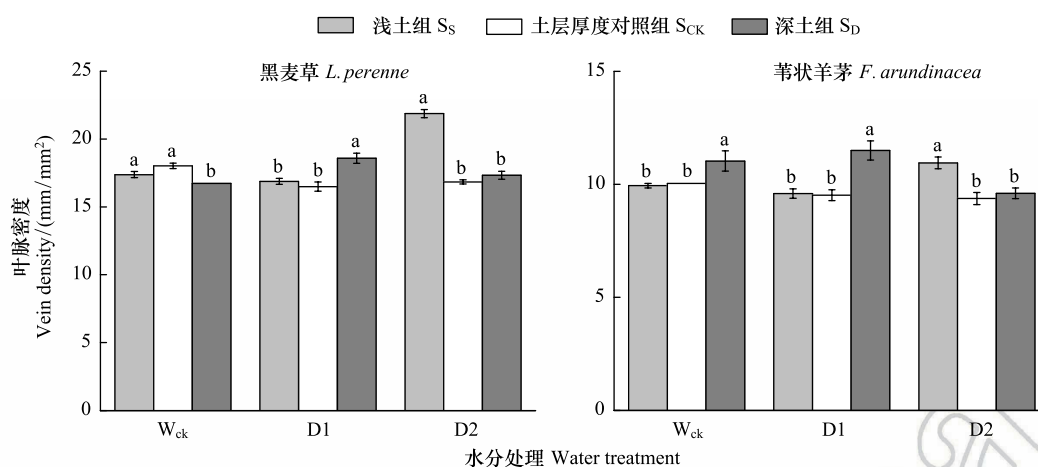 浅土组 S_S 土层厚度对照组 S_CK 深土组 S_D
黑麦草 L. perenne
苇状羊茅 F. arundinacea
叶脉密度
Vein density/(mm/mm²)
25
20
15
10
5
0
a a b
b b a
a b b
W_ck D1 D2
15
10
5
0
b b a
b b a
a b b
W_ck D1 D2
水分处理 Water treatment